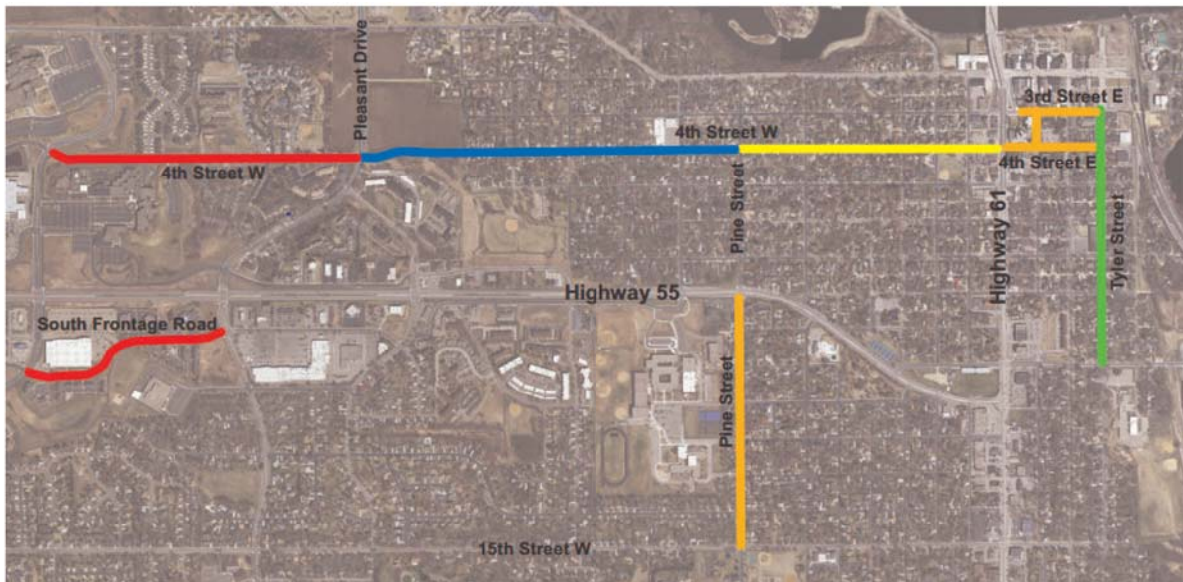 Pleasant Drive
3rd Street E
4th Street W
4th Street W
4th Street E
Pine Street
Highway 61
Tyler Street
Highway 55
South Frontage Road
Pine Street
15th Street W